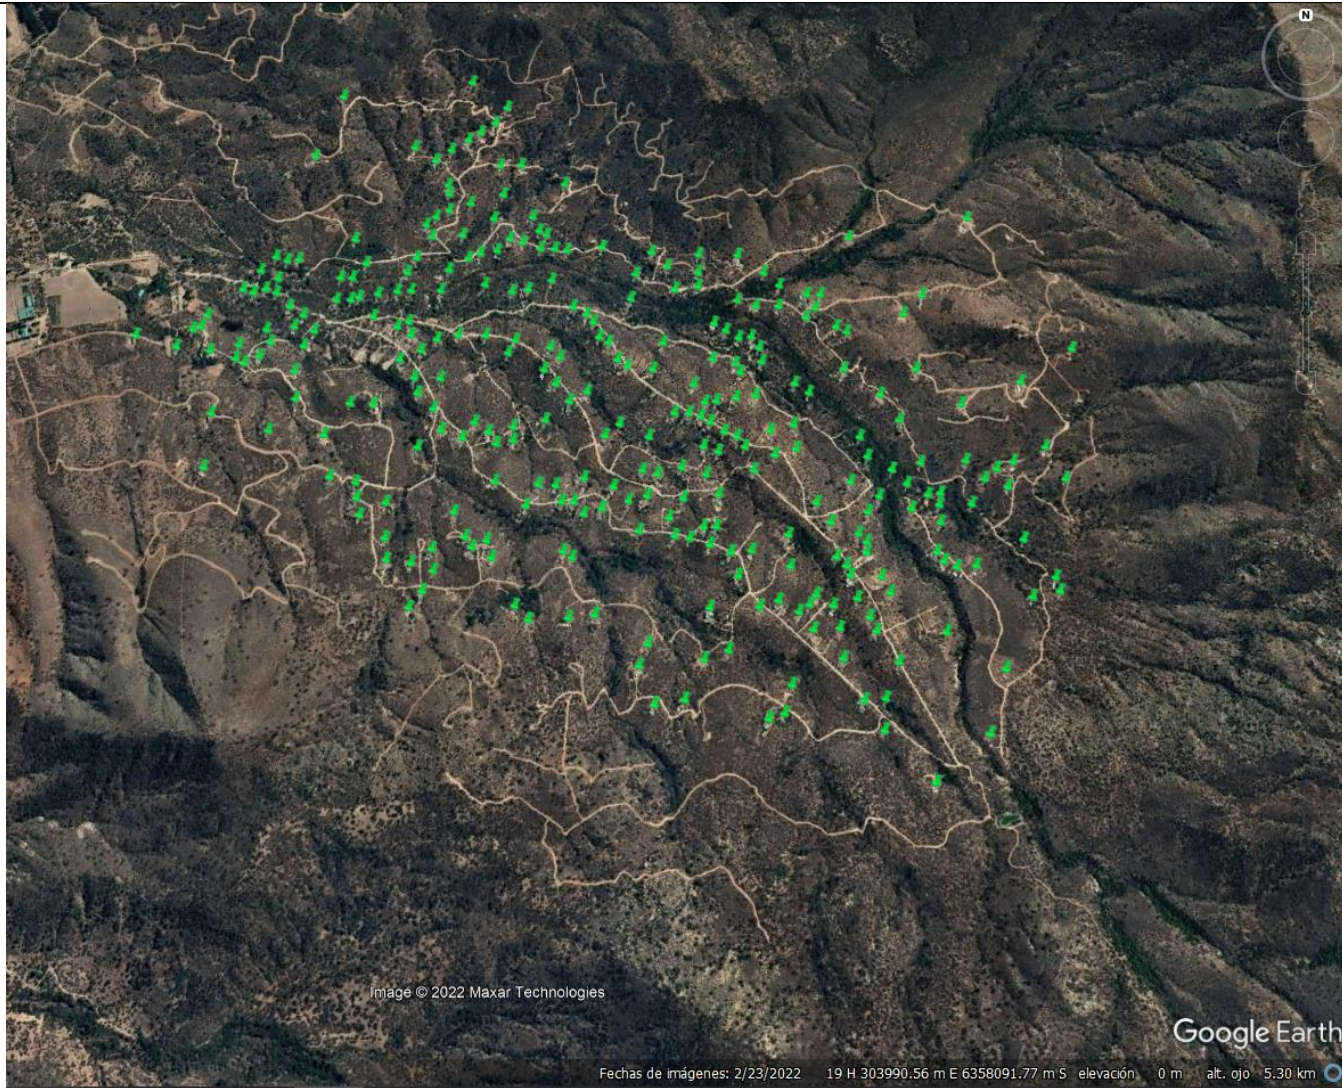 N
Image © 2022 Maxar Technologies
Google Earth
Fechas de imágenes: 2/23/2022 19 H 303990.56 m E 6358091.77 m S elevación 0 m alt. ojo 5.30 km